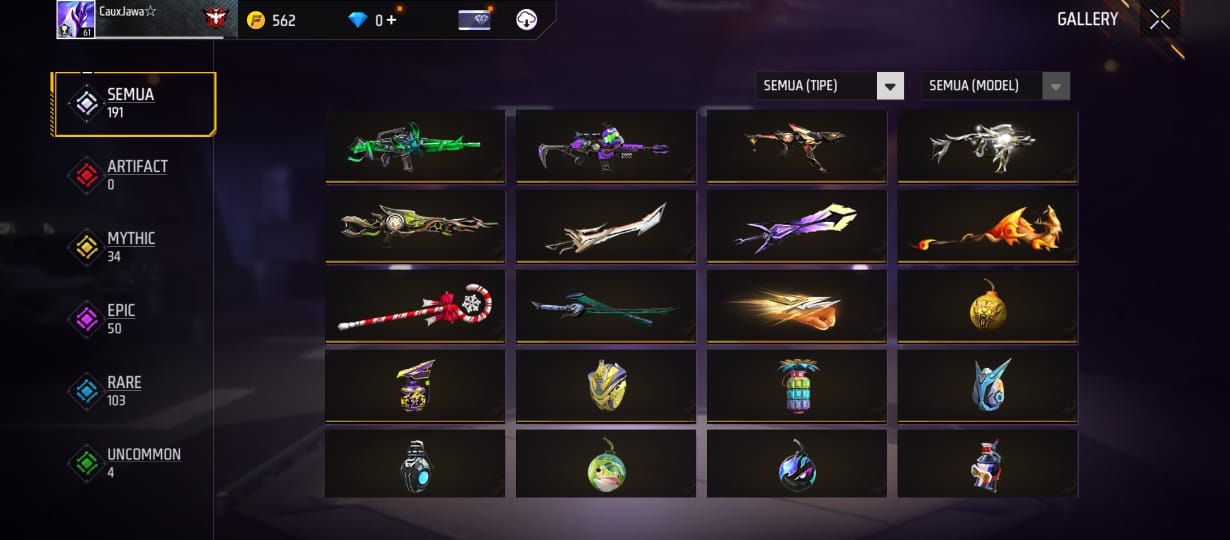 CauxJawa☆
61
562
0 +
GALLERY
SEMUA
191
SEMUA (TIPE)
SEMUA (MODEL)
ARTIFACT
0
MYTHIC
34
EPIC
50
RARE
103
UNCOMMON
4